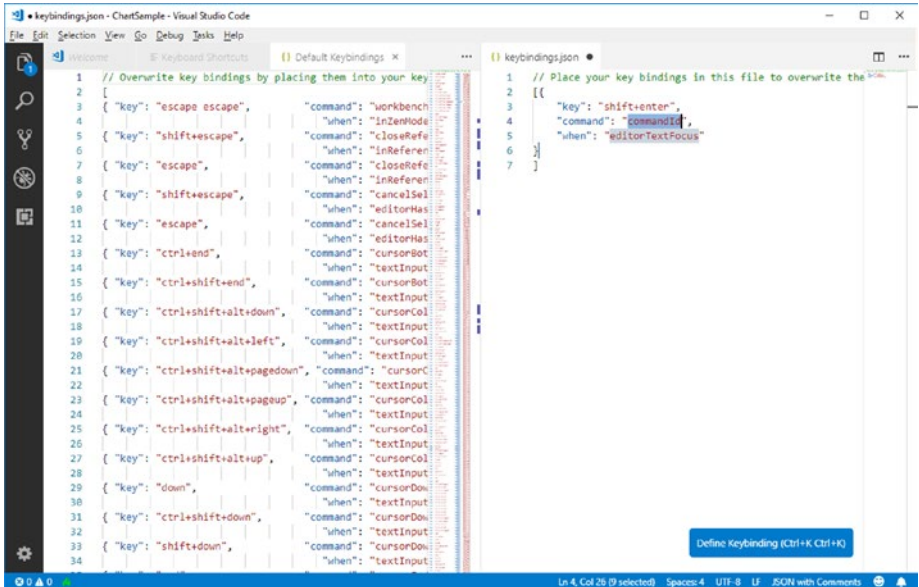 ● keybindings.json - ChartSample - Visual Studio Code
File Edit Selection View Go Debug Tasks Help
Welcome Keyboard Shortcuts {} Default Keybindings × ... {} keybindings.json ● ...
1 // Overwrite key bindings by placing them into your key
2 [
3 { "key": "escape escape", "command": "workbench
4 "when": "inZenMode
5 { "key": "shift+escape", "command": "closeRefe
6 "when": "inReferen
7 { "key": "escape", "command": "closeRefe
8 "when": "inReferen
9 { "key": "shift+escape", "command": "cancelSel
10 "when": "editorHas
11 { "key": "escape", "command": "cancelSel
12 "when": "editorHas
13 { "key": "ctrl+end", "command": "cursorBot
14 "when": "textInput
15 { "key": "ctrl+shift+end", "command": "cursorBot
16 "when": "textInput
17 { "key": "ctrl+shift+alt+down", "command": "cursorCol
18 "when": "textInput
19 { "key": "ctrl+shift+alt+left", "command": "cursorCol
20 "when": "textInput
21 { "key": "ctrl+shift+alt+pagedown", "command": "cursorC
22 "when": "textInput
23 { "key": "ctrl+shift+alt+pageup", "command": "cursorCol
24 "when": "textInput
25 { "key": "ctrl+shift+alt+right", "command": "cursorCol
26 "when": "textInput
27 { "key": "ctrl+shift+alt+up", "command": "cursorCol
28 "when": "textInput
29 { "key": "down", "command": "cursorDow
30 "when": "textInput
31 { "key": "ctrl+shift+down", "command": "cursorDow
32 "when": "textInput
33 { "key": "shift+down", "command": "cursorDow
34 "when": "textInput
1 // Place your key bindings in this file to overwrite the
2 [{
3 "key": "shift+enter",
4 "command": "commandId",
5 "when": "editorTextFocus"
6 }
7 ]
Define Keybinding (Ctrl+K Ctrl+K)
1
0 0 Ln 4, Col 26 (9 selected) Spaces: 4 UTF-8 LF JSON with Comments